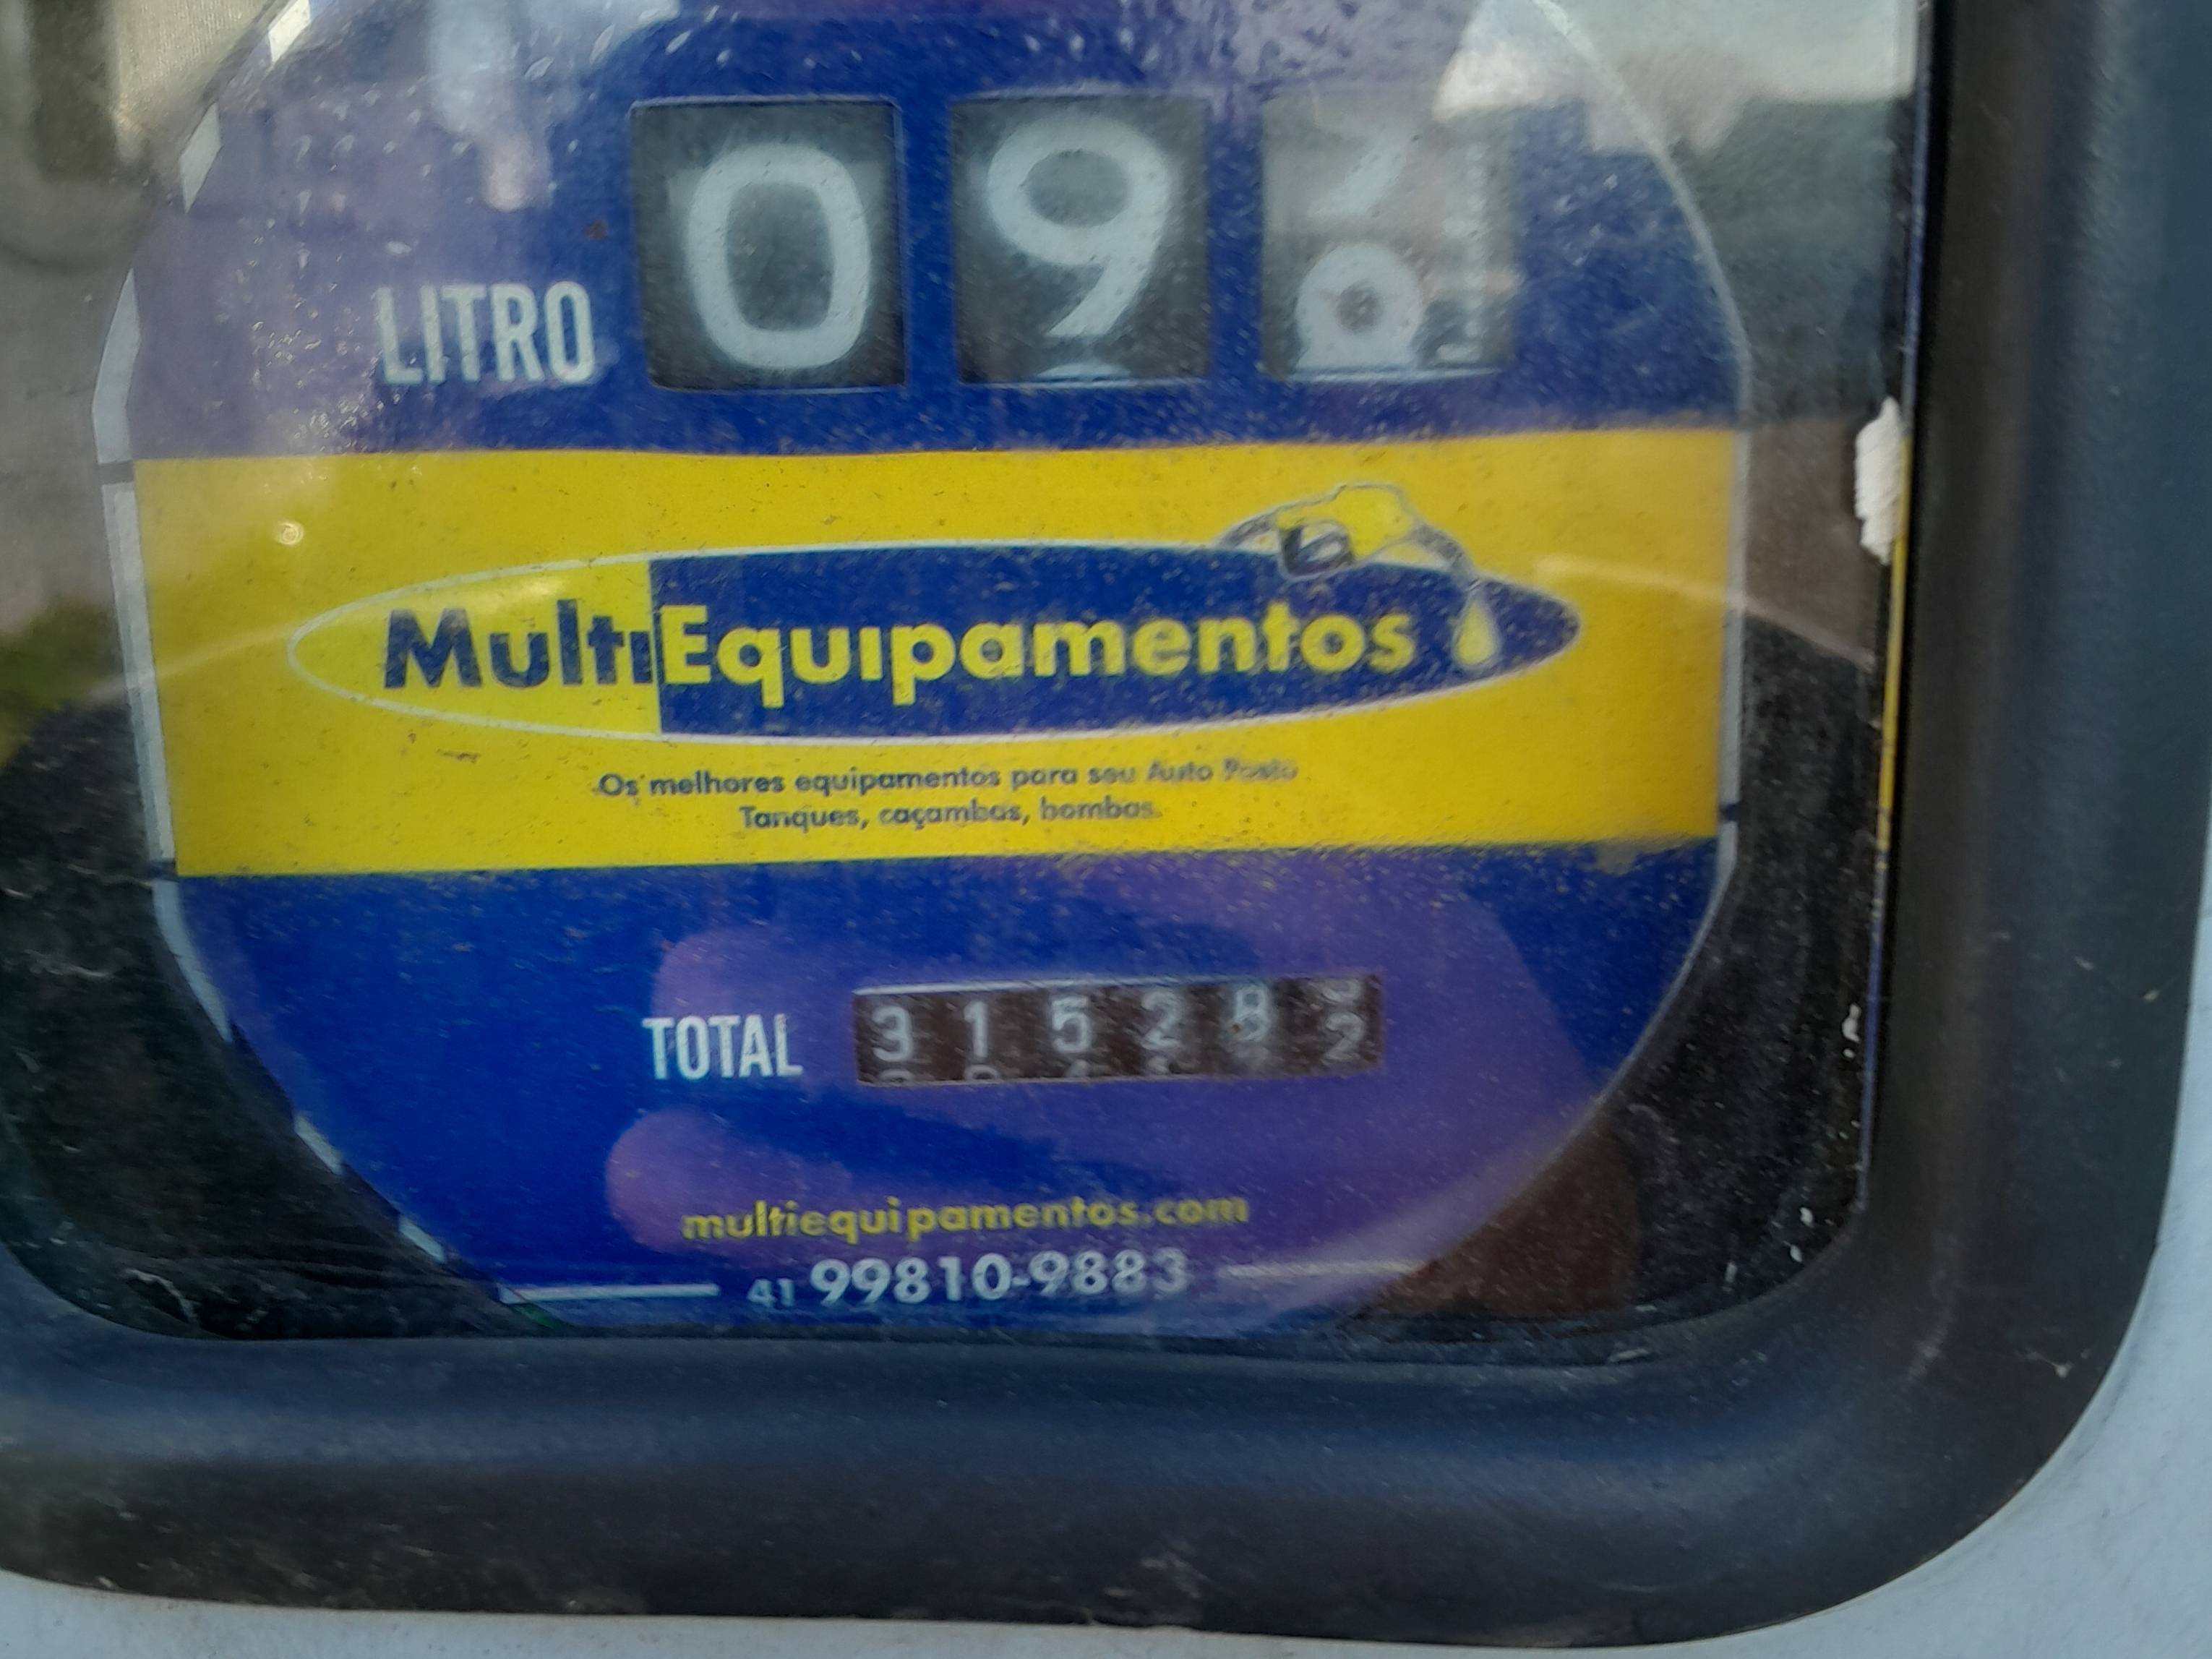 LITRO 09
MultiEquipamentos
Os melhores equipamentos para seu Auto Posto
Tanques, caçambas, bombas.
TOTAL 315282
multiequipamentos.com
41 99810-9883